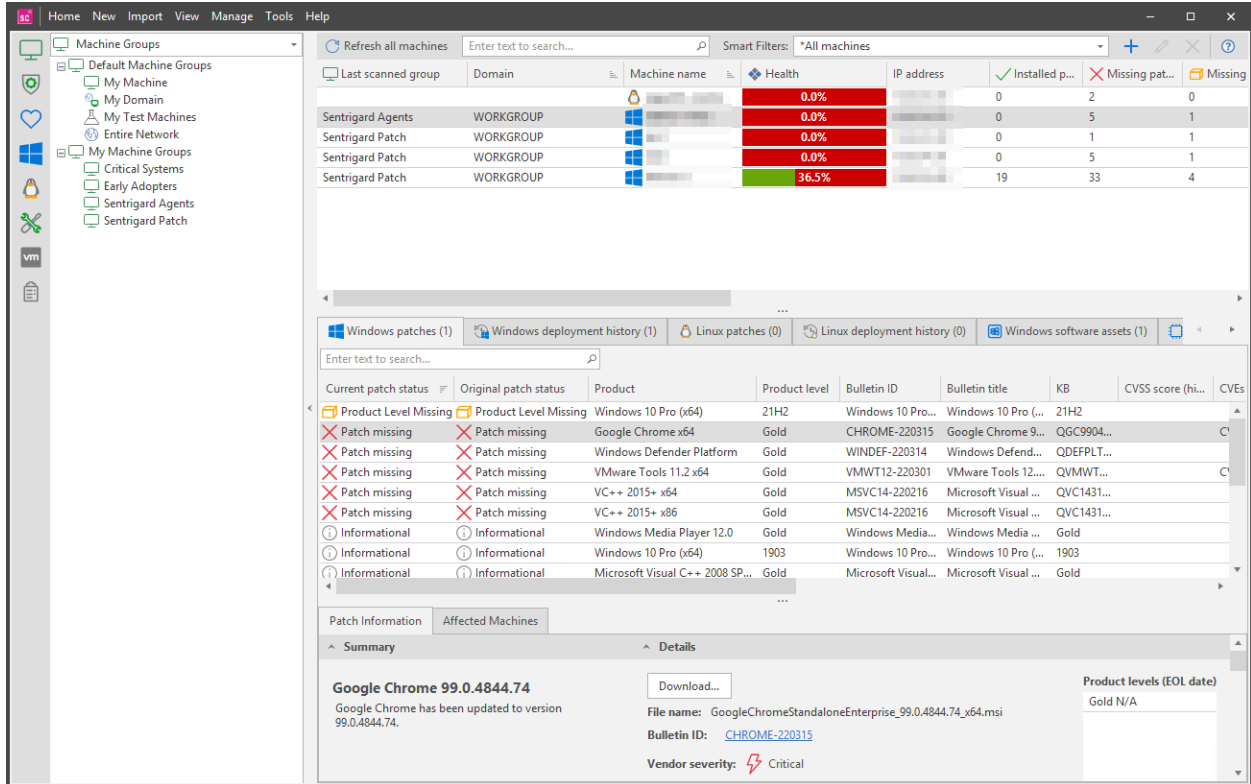 sc Home New Import View Manage Tools Help
Machine Groups
Default Machine Groups
My Machine
My Domain
My Test Machines
Entire Network
My Machine Groups
Critical Systems
Early Adopters
Sentrigard Agents
Sentrigard Patch
vm
Refresh all machines Enter text to search... Smart Filters: *All machines
Last scanned group Domain Machine name Health IP address Installed p... Missing pat... Missing
0.0% 0 2 0
Sentrigard Agents WORKGROUP 0.0% 0 5 1
Sentrigard Patch WORKGROUP 0.0% 0 1 1
Sentrigard Patch WORKGROUP 0.0% 0 5 1
Sentrigard Patch WORKGROUP 36.5% 19 33 4
Windows patches (1) Windows deployment history (1) Linux patches (0) Linux deployment history (0) Windows software assets (1)
Enter text to search...
Current patch status Original patch status Product Product level Bulletin ID Bulletin title KB CVSS score (hi... CVEs
Product Level Missing Product Level Missing Windows 10 Pro (x64) 21H2 Windows 10 Pro... Windows 10 Pro (... 21H2
Patch missing Patch missing Google Chrome x64 Gold CHROME-220315 Google Chrome 9... QGC9904...
Patch missing Patch missing Windows Defender Platform Gold WINDEF-220314 Windows Defend... QDEFPLT...
Patch missing Patch missing VMware Tools 11.2 x64 Gold VMWT12-220301 VMware Tools 12.... QVMWT...
Patch missing Patch missing VC++ 2015+ x64 Gold MSVC14-220216 Microsoft Visual ... QVC1431...
Patch missing Patch missing VC++ 2015+ x86 Gold MSVC14-220216 Microsoft Visual ... QVC1431...
Informational Informational Windows Media Player 12.0 Gold Windows Media... Windows Media ... Gold
Informational Informational Windows 10 Pro (x64) 1903 Windows 10 Pro... Windows 10 Pro (... 1903
Informational Informational Microsoft Visual C++ 2008 SP... Gold Microsoft Visual... Microsoft Visual ... Gold
Patch Information Affected Machines
Summary Details
Google Chrome 99.0.4844.74
Google Chrome has been updated to version
99.0.4844.74.
Download...
File name: GoogleChromeStandaloneEnterprise_99.0.4844.74_x64.msi
Bulletin ID: CHROME-220315
Vendor severity: Critical
Product levels (EOL date)
Gold N/A